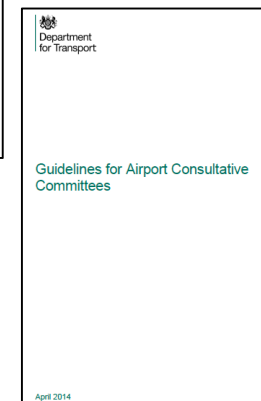 Department
for Transport
Guidelines for Airport Consultative
Committees
April 2014